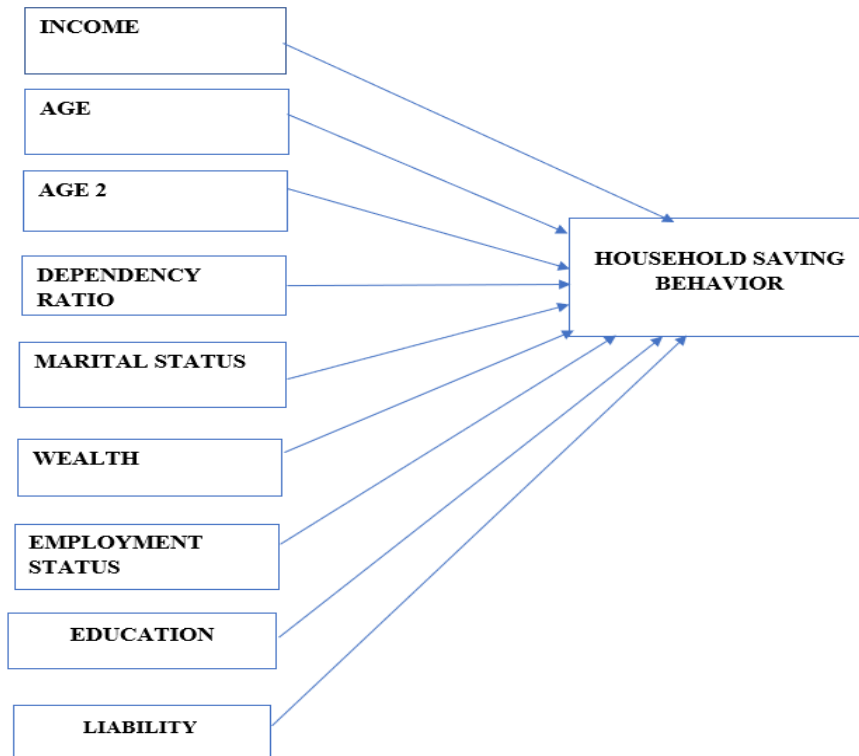 INCOME
AGE
AGE 2
DEPENDENCY
RATIO
MARITAL STATUS
WEALTH
EMPLOYMENT
STATUS
EDUCATION
LIABILITY
HOUSEHOLD SAVING
BEHAVIOR